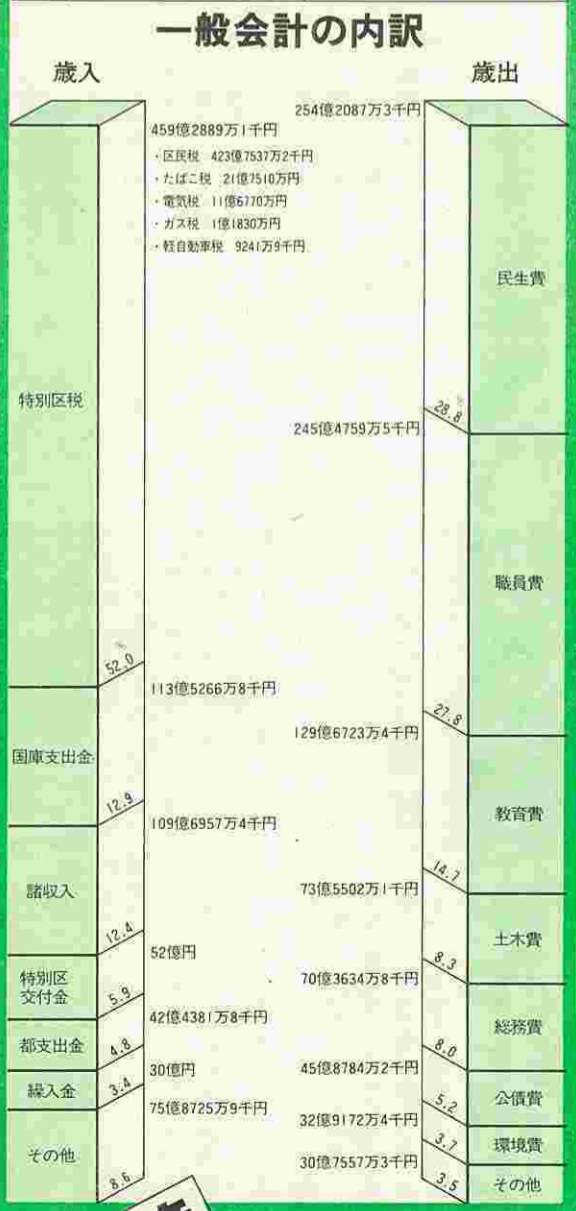 一般会計の内訳
歳入
特別区税
459億2889万1千円
・区民税 423億7537万2千円
・たばこ税 21億7510万円
・電気税 11億6770万円
・ガス税 1億1830万円
・軽自動車税 9241万9千円
52.0
国庫支出金
113億5266万8千円
12.9
諸収入
109億6957万4千円
12.4
特別区
交付金
52億円
5.9
都支出金
42億4381万8千円
4.8
繰入金
30億円
3.4
その他
75億8725万9千円
8.6
歳出
254億2087万3千円
民生費
28.8
245億4759万5千円
職員費
27.8
129億6723万4千円
教育費
14.7
73億5502万1千円
土木費
8.3
70億3634万8千円
総務費
8.0
45億8784万2千円
公債費
5.2
32億9172万4千円
環境費
3.7
30億7557万3千円
その他
3.5